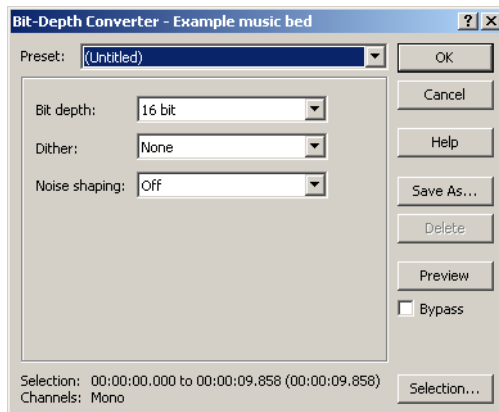 Bit-Depth Converter - Example music bed
Preset: (Untitled)
OK
Cancel
Bit depth: 16 bit
Dither: None
Help
Noise shaping: Off
Save As...
Delete
Preview
Bypass
Selection: 00:00:00.000 to 00:00:09.858 (00:00:09.858)
Channels: Mono
Selection...